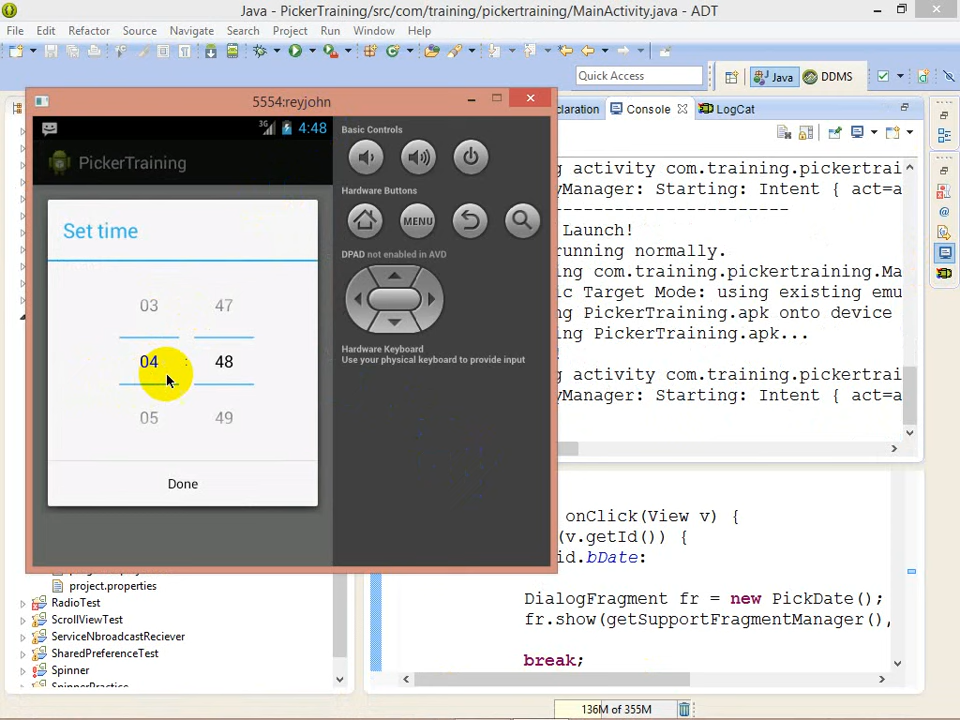 Java - PickerTraining/src/com/training/pickertraining/MainActivity.java - ADT
File Edit Refactor Source Navigate Search Project Run Window Help
Quick Access
Java
DDMS
5554:reyjohn
claration
Console
LogCat
3G
4:48
PickerTraining
Set time
03 47
04 : 48
05 49
Done
Basic Controls
Hardware Buttons
MENU
DPAD not enabled in AVD
Hardware Keyboard
Use your physical keyboard to provide input
g activity com.training.pickertrai
yManager: Starting: Intent { act=a
-----------------------
Launch!
running normally.
ing com.training.pickertraining.Ma
ic Target Mode: using existing emu
ng PickerTraining.apk onto device
ng PickerTraining.apk...
g activity com.training.pickertrai
yManager: Starting: Intent { act=a
onClick(View v) {
(v.getId()) {
id.bDate:
DialogFragment fr = new PickDate();
fr.show(getSupportFragmentManager(),
break;
project.properties
RadioTest
ScrollViewTest
ServiceNbroadcastReciever
SharedPreferenceTest
Spinner
SpinnerPractice
136M of 355M